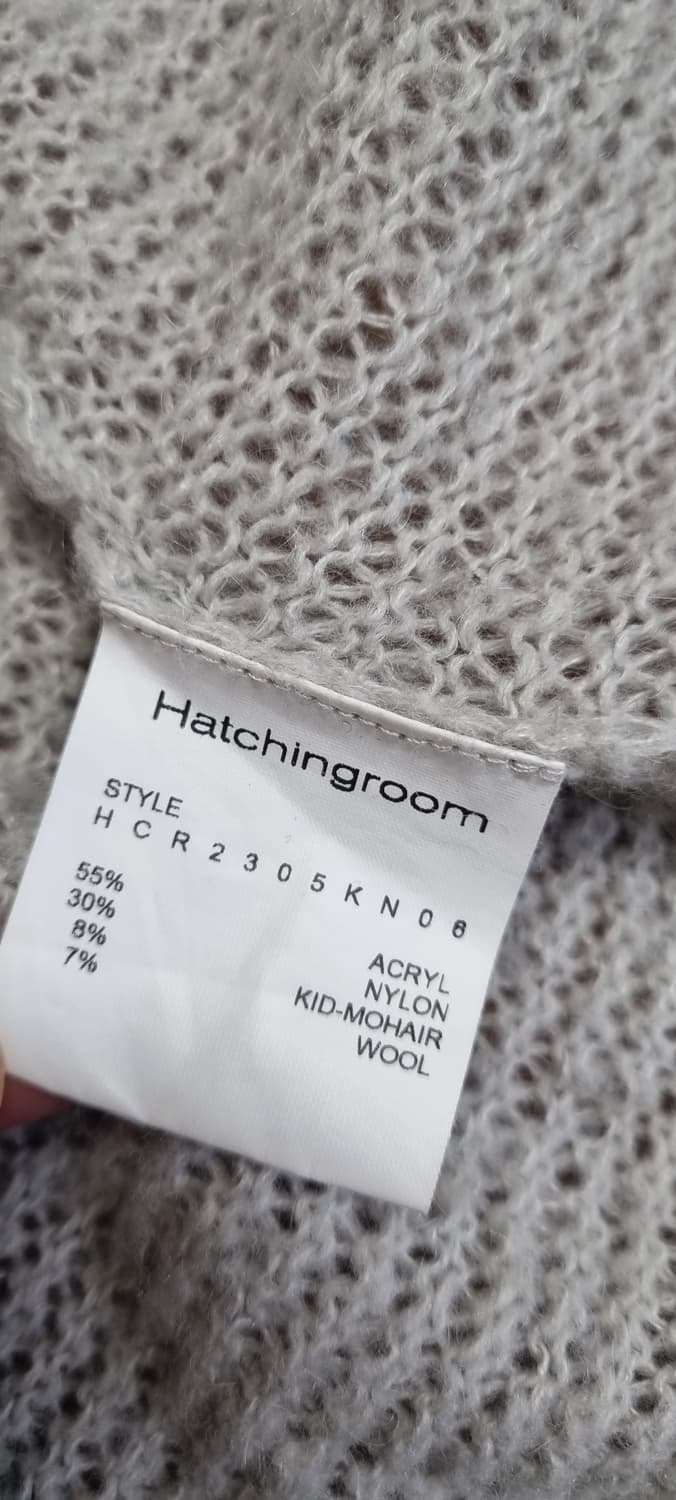 Hatchingroom
STYLE
H C R 2 3 0 5 K N 0 6
55% ACRYL
30% NYLON
8% KID-MOHAIR
7% WOOL